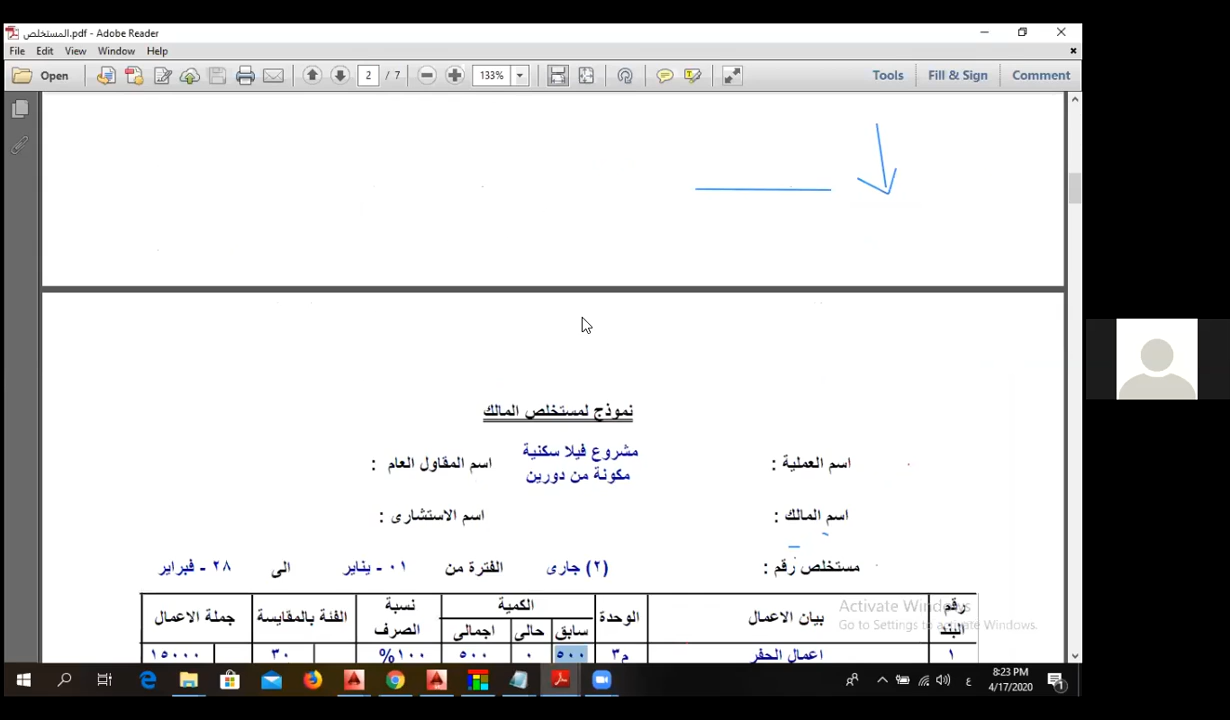 المستخلص.pdf - Adobe Reader
File Edit View Window Help
Open 2 / 7 133% Tools Fill & Sign Comment
نموذج لمستخلص المالك
اسم العملية : مشروع فيلا سكنية مكونة من دورين اسم المقاول العام :
اسم المالك : اسم الاستشارى :
مستخلص رقم : (٢) جارى الفترة من ٠١ - يناير الى ٢٨ - فبراير
رقم البند بيان الاعمال الوحدة الكمية نسبة الصرف الفئة بالمقايسة جملة الاعمال
سابق حالى اجمالى
١ اعمال الحفر م٣ ٥٠٠ ٠ ٥٠٠ ١٠٠% ٣٠ ١٥٠٠٠
Activate Windows
Go to Settings to activate Windows.
ع
8:23 PM
4/17/2020
1